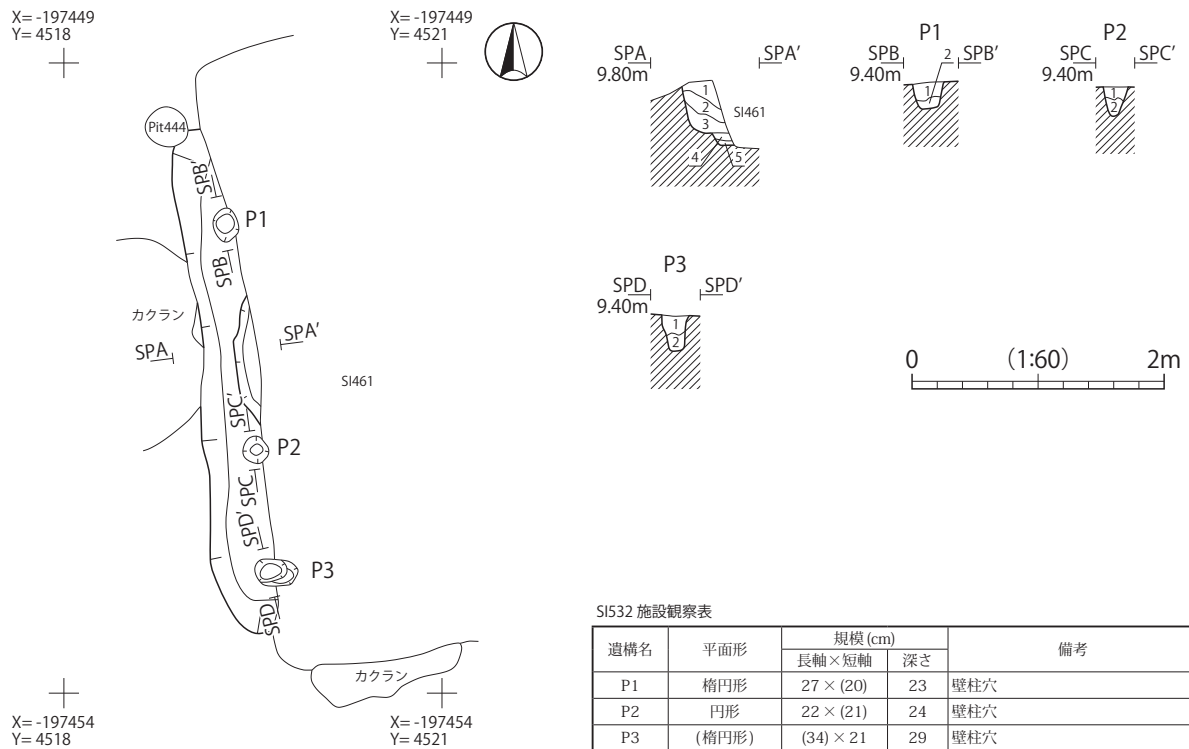 X= -197449
Y= 4518
X= -197449
Y= 4521
Pit444
SPB'
P1
SPB
カクラン
SPA
SPA'
SI461
SPC'
P2
SPC
SPD'
P3
SPD
カクラン
X= -197454
Y= 4518
X= -197454
Y= 4521
SPA
SPA'
9.80m
1
2
3
4
5
SI461
P1
SPB
SPB'
9.40m
1
2
P2
SPC
SPC'
9.40m
1
2
P3
SPD
SPD'
9.40m
1
2
0 (1:60) 2m
SI532 施設観察表
遺構名 平面形 規模 (cm) 備考
長軸×短軸 深さ
P1 楕円形 27 × (20) 23 壁柱穴
P2 円形 22 × (21) 24 壁柱穴
P3 (楕円形) (34) × 21 29 壁柱穴